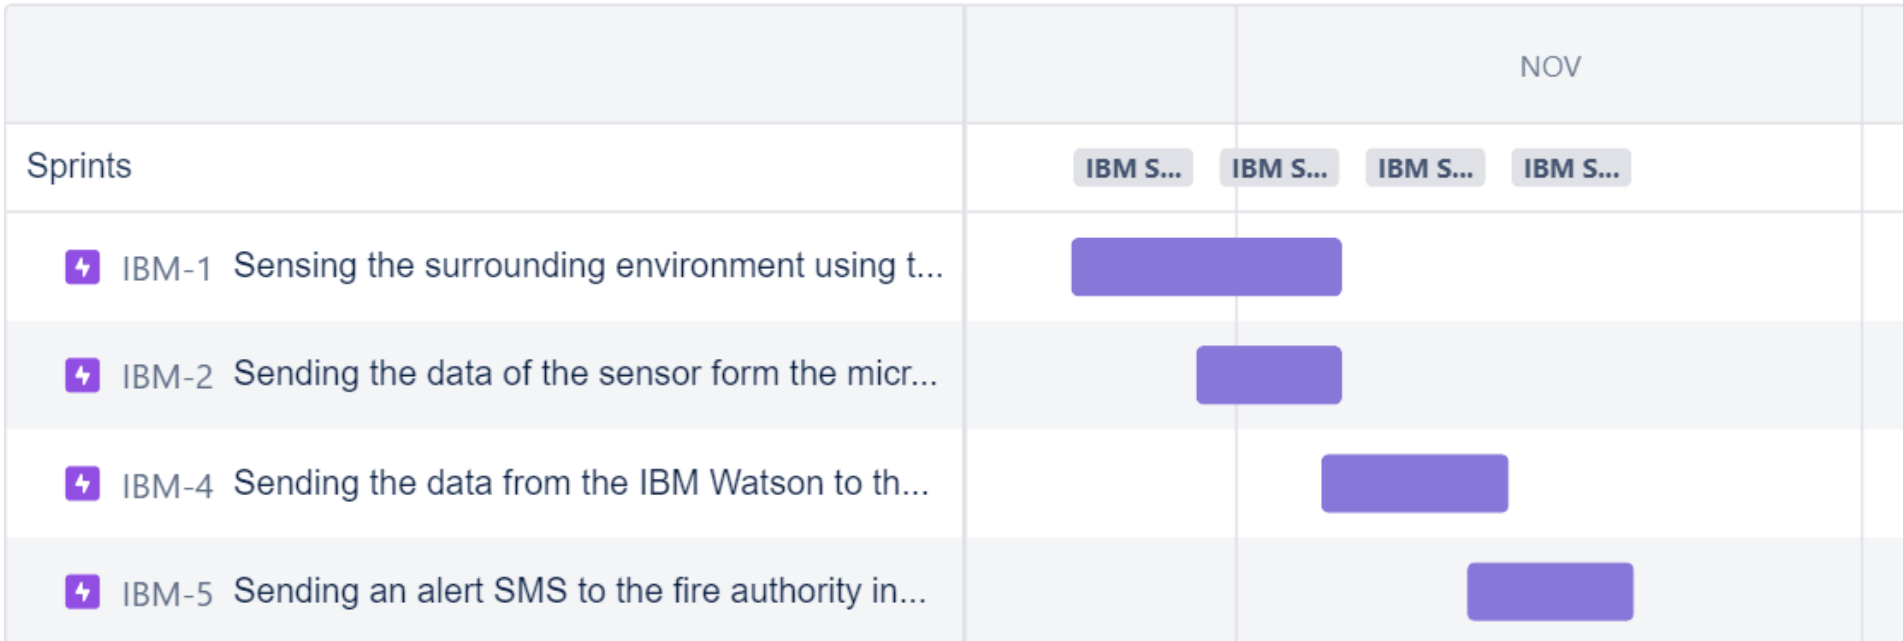 NOV
Sprints IBM S... IBM S... IBM S... IBM S...
IBM-1 Sensing the surrounding environment using t...
IBM-2 Sending the data of the sensor form the micr...
IBM-4 Sending the data from the IBM Watson to th...
IBM-5 Sending an alert SMS to the fire authority in...